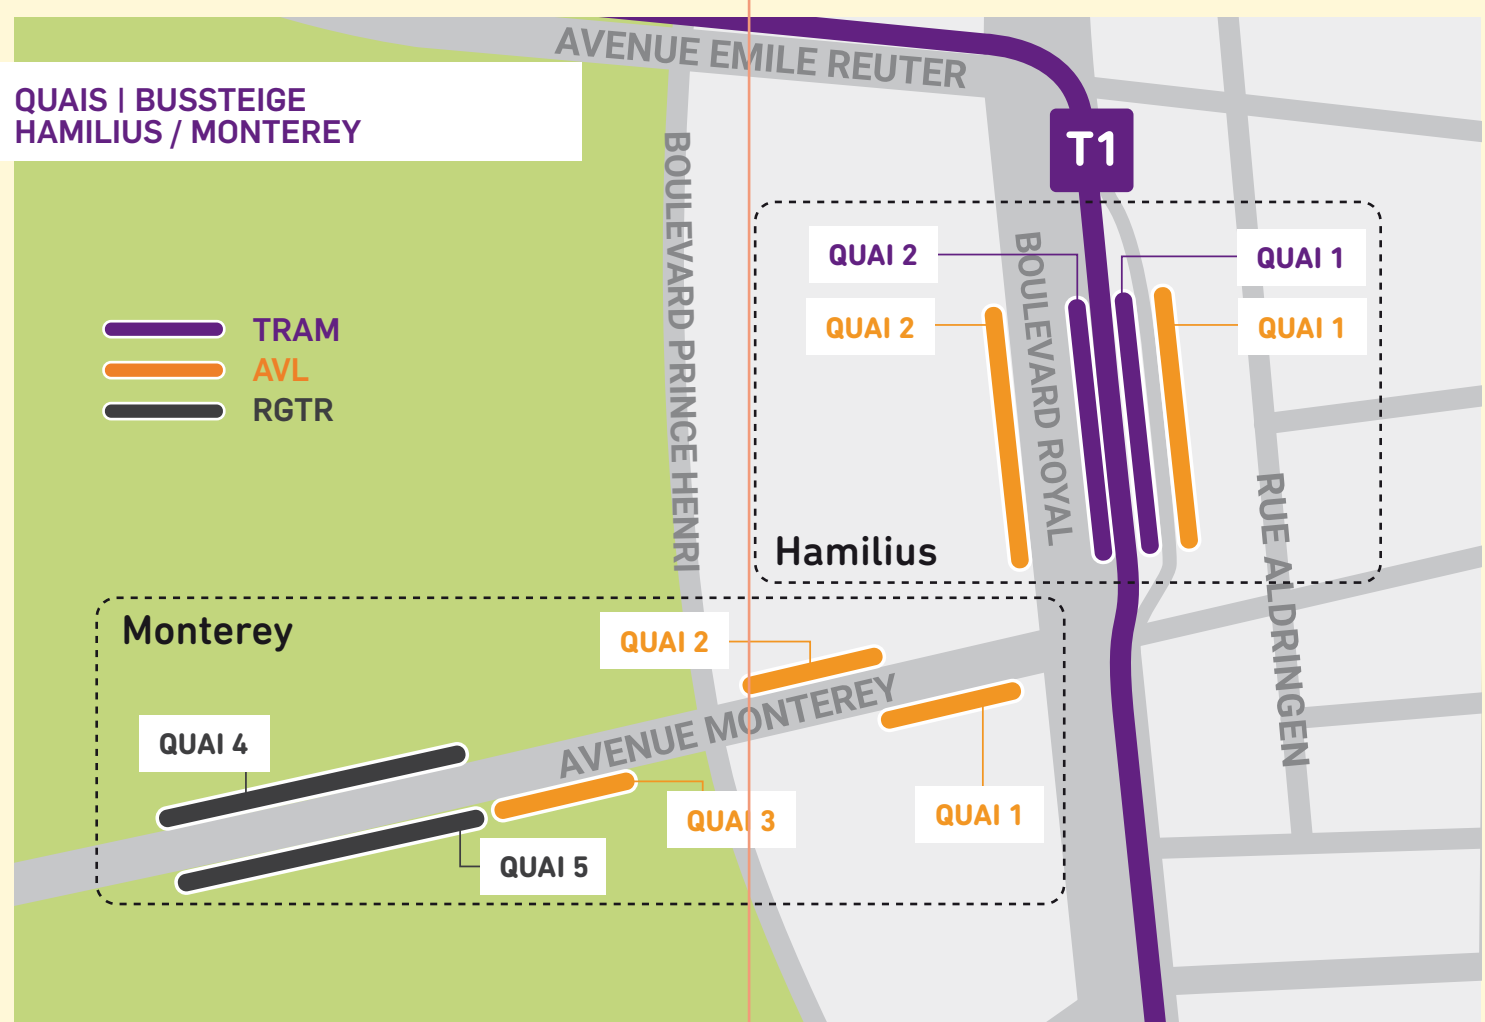 AVENUE EMILE REUTER
QUAIS | BUSSTEIGE
HAMILIUS / MONTEREY
T1
BOULEVARD PRINCE HENRI
QUAI 2
QUAI 1
BOULEVARD ROYAL
QUAI 2
QUAI 1
TRAM
AVL
RGTR
Hamilius
RUE ALDRINGEN
Monterey
QUAI 2
AVENUE MONTEREY
QUAI 4
QUAI 3
QUAI 1
QUAI 5